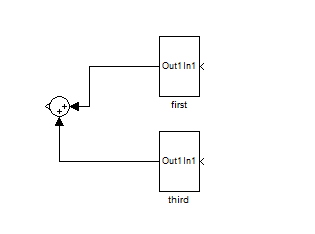 Out1 In1
first
+
+
Out1 In1
third